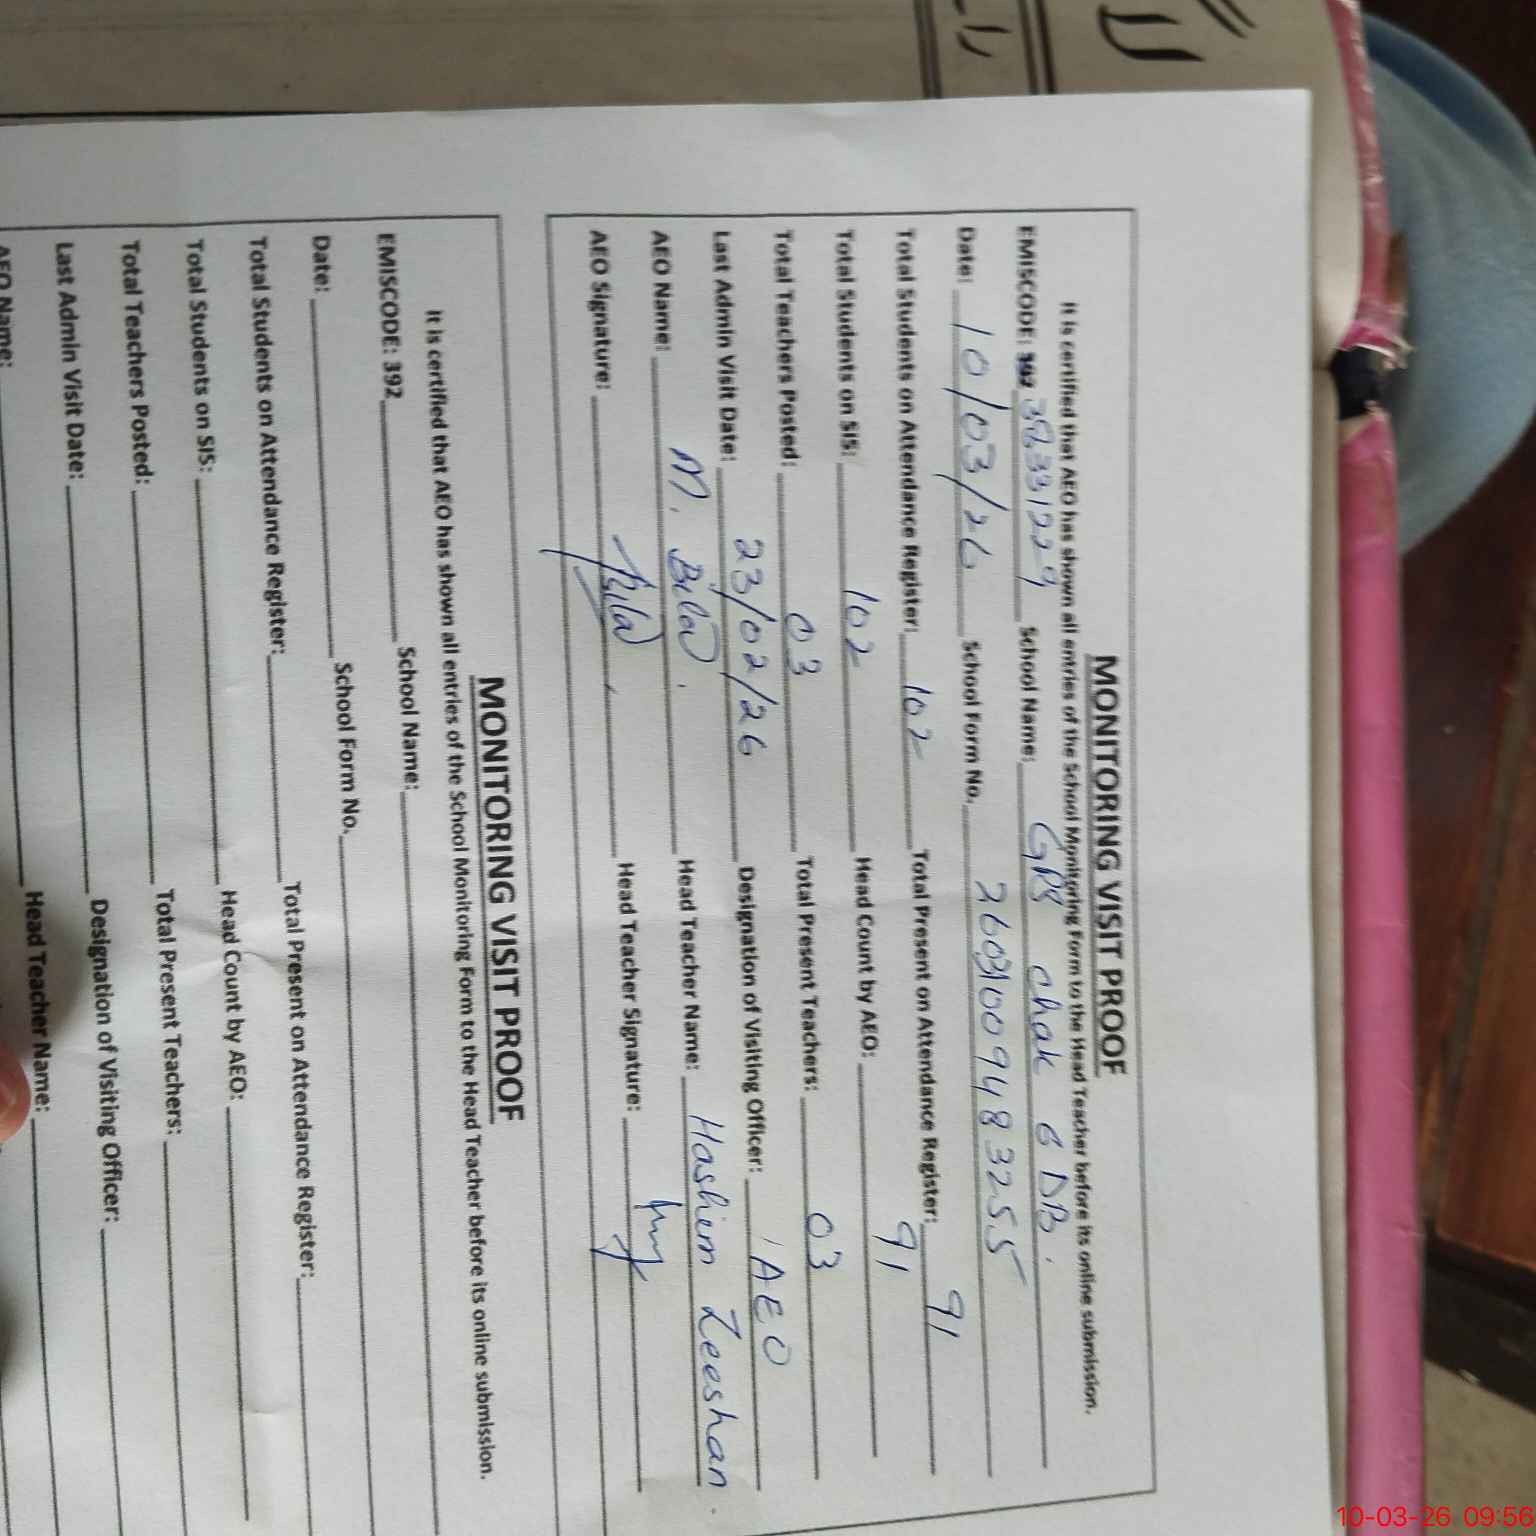 MONITORING VISIT PROOF
It is certified that AEO has shown all entries of the School Monitoring Form to the Head Teacher before its online submission.
EMISCODE: 392 38331229 School Name: GPS Chak 6 DB.
Date: 10/03/26 School Form No. 2603100948 3255
Total Students on Attendance Register: 102 Total Present on Attendance Register: 91
Total Students on SIS: 102 Head Count by AEO: 91
Total Teachers Posted: 03 Total Present Teachers: 03
Last Admin Visit Date: 23/02/26 Designation of Visiting Officer: AEO
AEO Name: M. Bilal. Head Teacher Name: Hashim Zeeshan.
AEO Signature: Bilal Head Teacher Signature:
MONITORING VISIT PROOF
It is certified that AEO has shown all entries of the School Monitoring Form to the Head Teacher before its online submission.
EMISCODE: 392 School Name:
Date: School Form No.
Total Students on Attendance Register: Total Present on Attendance Register:
Total Students on SIS: Head Count by AEO:
Total Teachers Posted: Total Present Teachers:
Last Admin Visit Date: Designation of Visiting Officer:
AEO Name: Head Teacher Name:
10-03-26 09:56